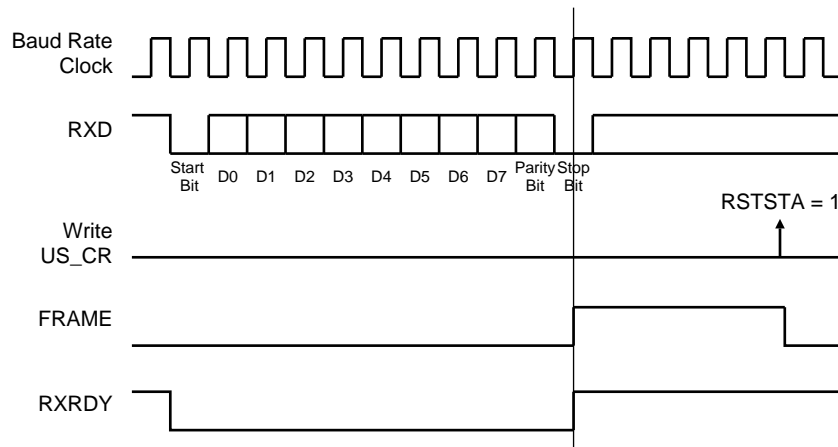 Baud Rate
Clock
RXD
Start
Bit
D0
D1
D2
D3
D4
D5
D6
D7
Parity
Bit
Stop
Bit
Write
US_CR
RSTSTA = 1
FRAME
RXRDY